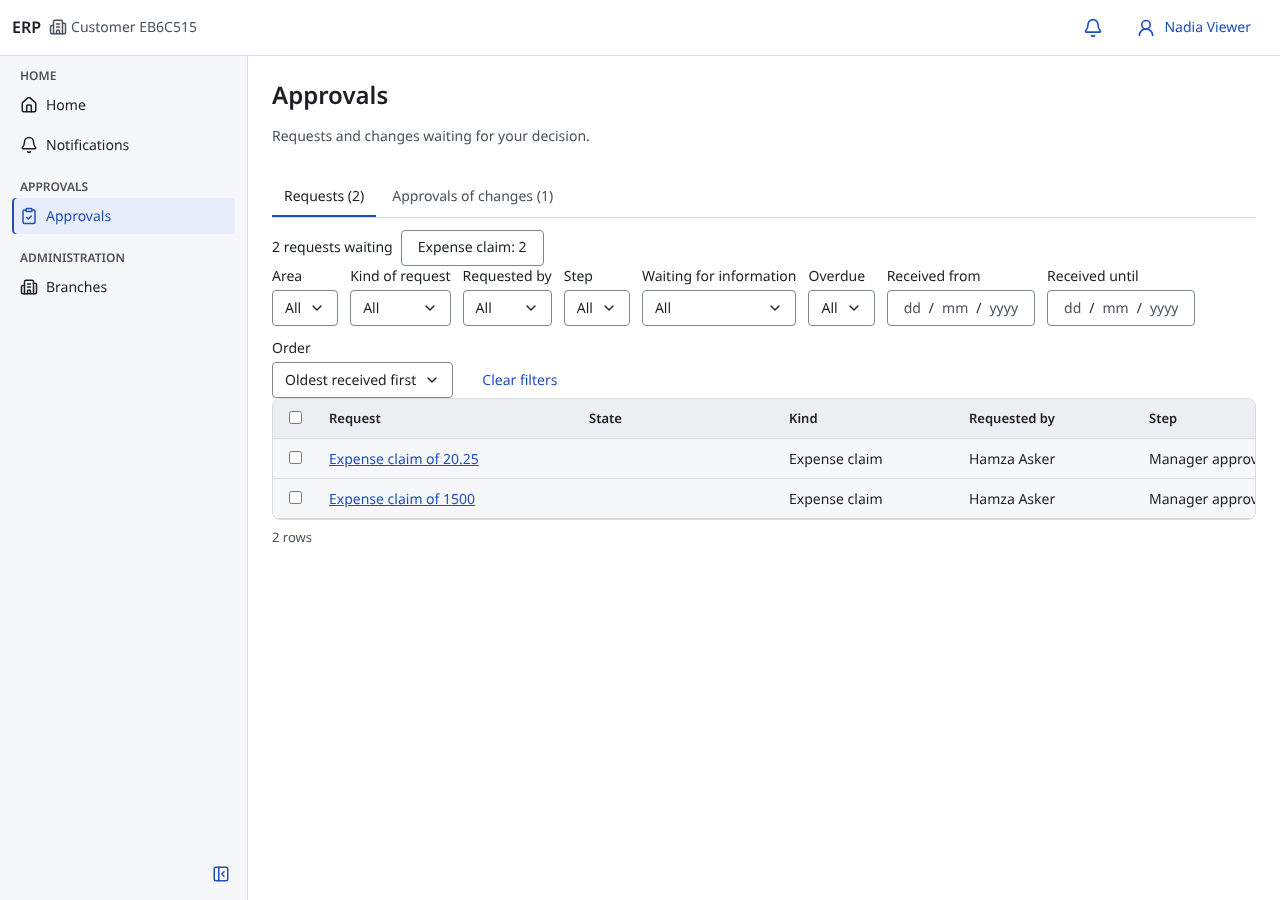 ERP Customer EB6C515 Nadia Viewer
HOME
Home
Notifications
APPROVALS
Approvals
ADMINISTRATION
Branches
Approvals
Requests and changes waiting for your decision.
Requests (2) Approvals of changes (1)
2 requests waiting Expense claim: 2
Area Kind of request Requested by Step Waiting for information Overdue Received from Received until
All All All All All All dd / mm / yyyy dd / mm / yyyy
Order
Oldest received first Clear filters
Request State Kind Requested by Step
Expense claim of 20.25 Expense claim Hamza Asker Manager approv
Expense claim of 1500 Expense claim Hamza Asker Manager approv
2 rows